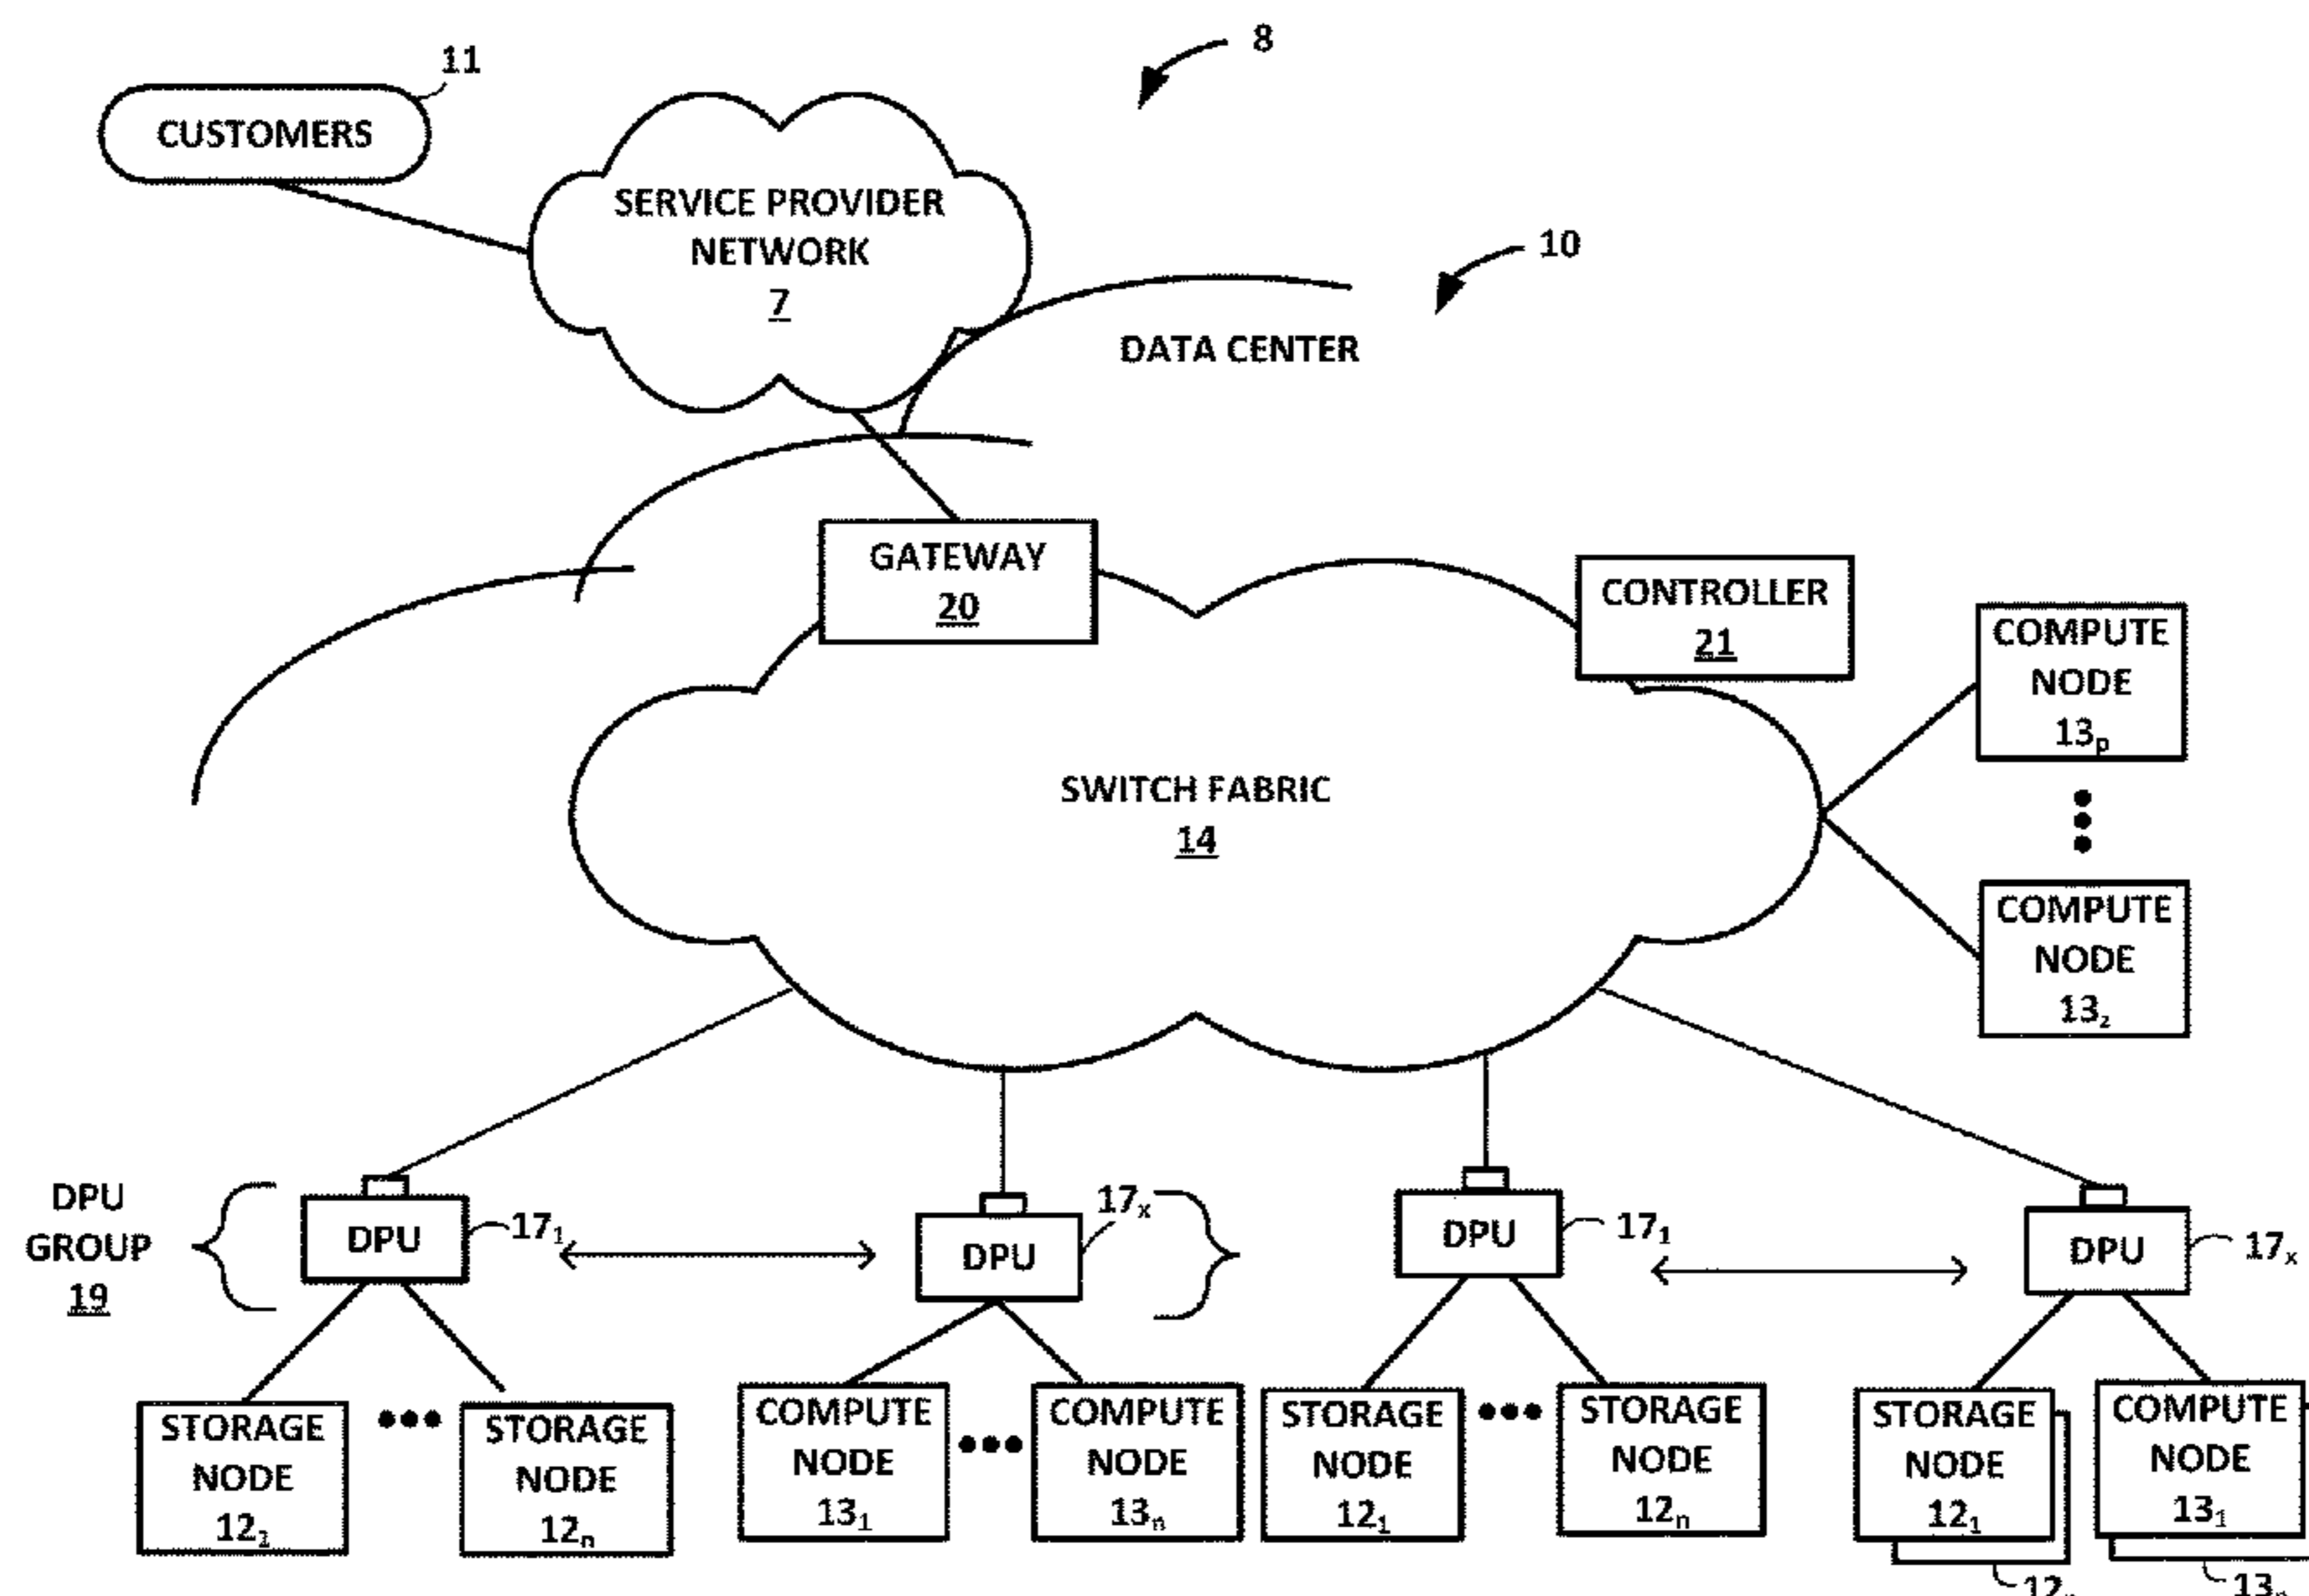 8
11
CUSTOMERS
SERVICE PROVIDER
NETWORK
7
10
DATA CENTER
GATEWAY
20
CONTROLLER
21
COMPUTE
NODE
13p
SWITCH FABRIC
14
COMPUTE
NODE
132
DPU
GROUP
19
DPU
171
DPU
17x
DPU
171
DPU
17x
STORAGE
NODE
121
STORAGE
NODE
12n
COMPUTE
NODE
131
COMPUTE
NODE
13n
STORAGE
NODE
121
STORAGE
NODE
12n
STORAGE
NODE
121
COMPUTE
NODE
131
12n
13n